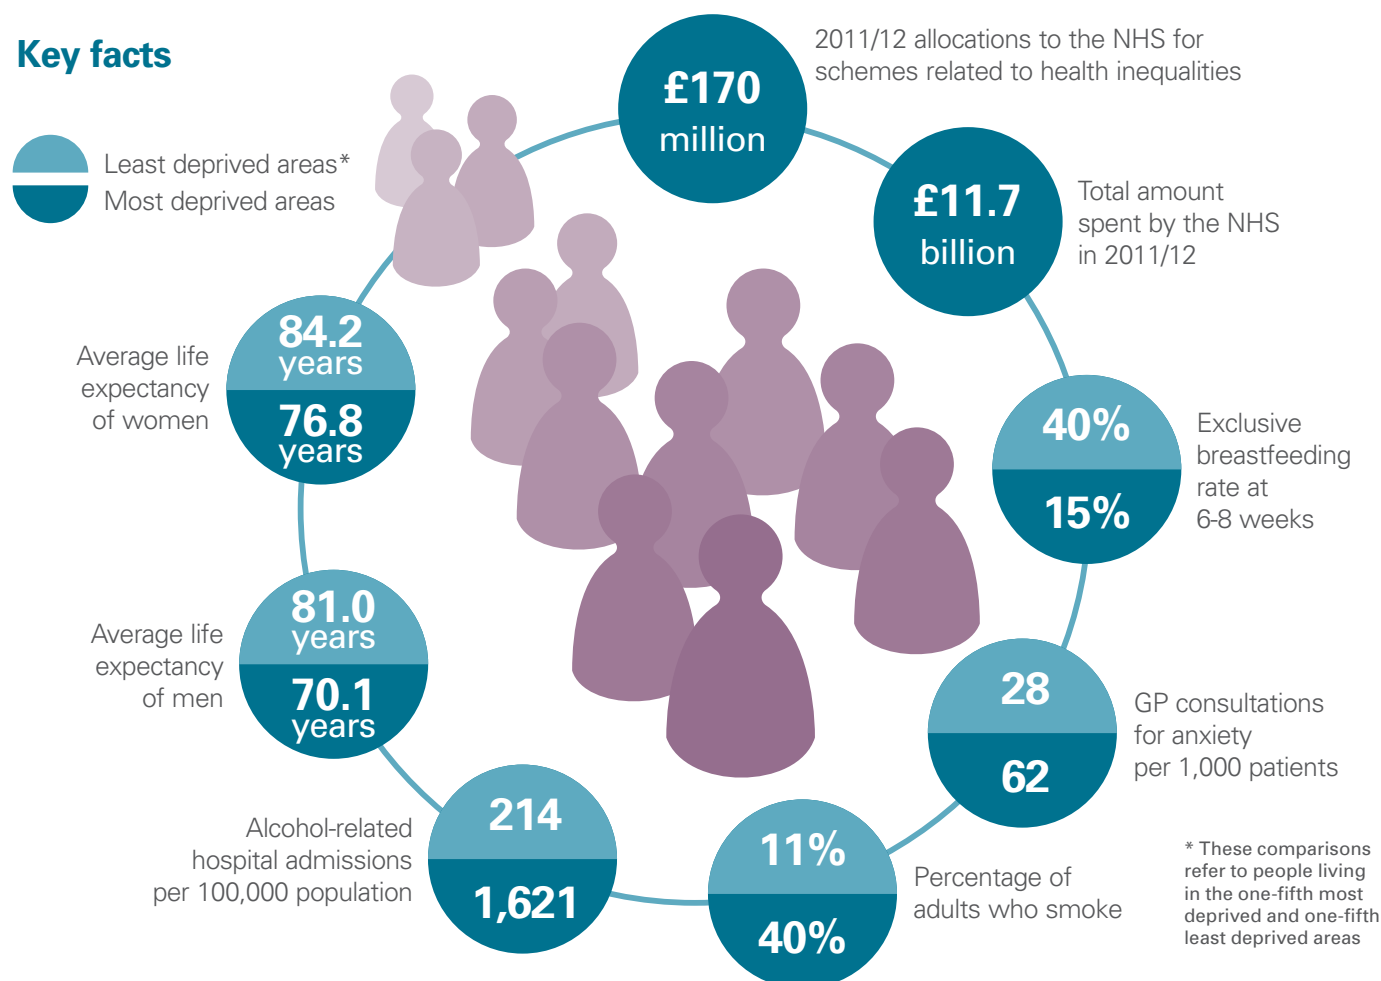 Key facts
Least deprived areas*
Most deprived areas
£170
million
2011/12 allocations to the NHS for
schemes related to health inequalities
£11.7
billion
Total amount
spent by the NHS
in 2011/12
40%
15%
Exclusive
breastfeeding
rate at
6-8 weeks
28
62
GP consultations
for anxiety
per 1,000 patients
11%
40%
Percentage of
adults who smoke
214
1,621
Alcohol-related
hospital admissions
per 100,000 population
81.0
years
70.1
years
Average life
expectancy
of men
84.2
years
76.8
years
Average life
expectancy
of women
* These comparisons
refer to people living
in the one-fifth most
deprived and one-fifth
least deprived areas